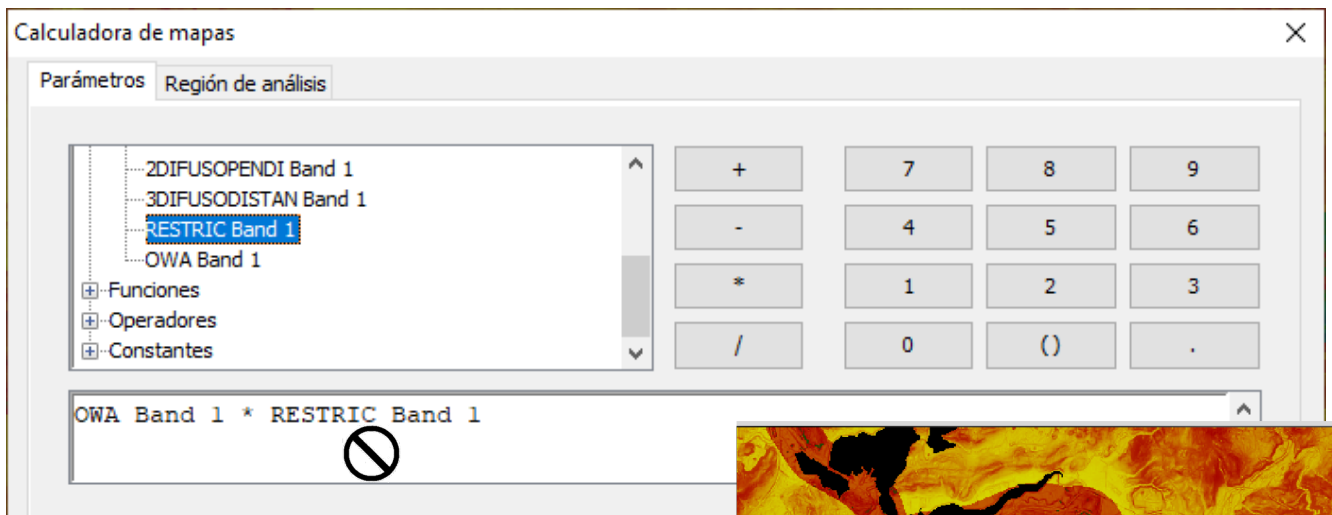 Calculadora de mapas
Parámetros Región de análisis
2DIFUSOPENDI Band 1
3DIFUSODISTAN Band 1
RESTRIC Band 1
OWA Band 1
Funciones
Operadores
Constantes
+ 7 8 9
- 4 5 6
* 1 2 3
/ 0 () .
OWA Band 1 * RESTRIC Band 1